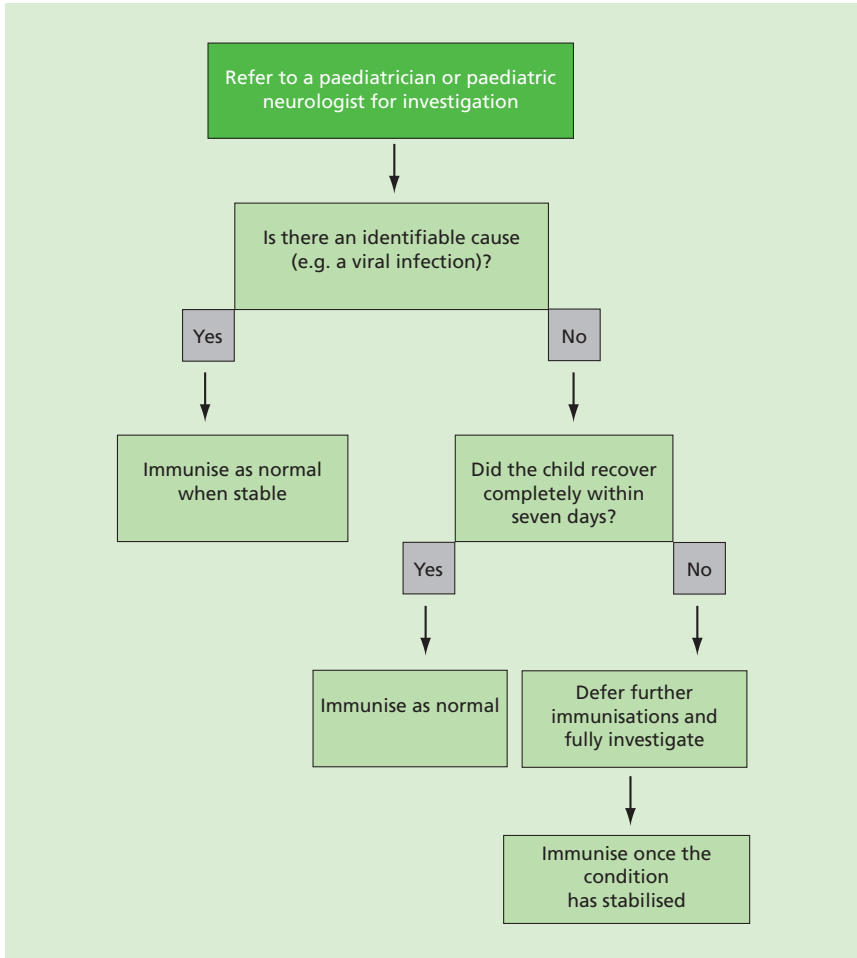 Refer to a paediatrician or paediatric
neurologist for investigation
Is there an identifiable cause
(e.g. a viral infection)?
Yes
No
Immunise as normal
when stable
Did the child recover
completely within
seven days?
Yes
No
Immunise as normal
Defer further
immunisations and
fully investigate
Immunise once the
condition
has stabilised